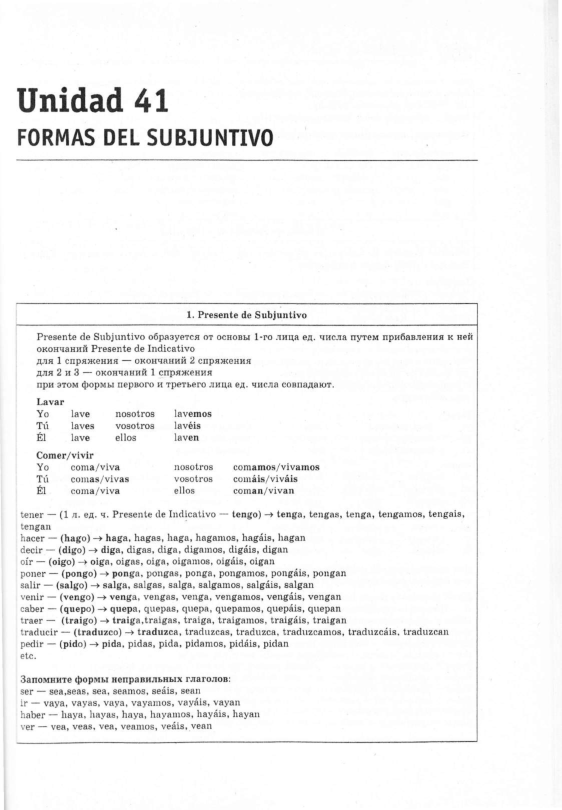 Unidad 41
FORMAS DEL SUBJUNTIVO
1. Presente de Subjuntivo
Presente de Subjuntivo образуется от основы 1-го лица ед. числа путем прибавления к ней
окончаний Presente de Indicativo
для 1 спряжения — окончаний 2 спряжения
для 2 и 3 — окончаний 1 спряжения
при этом формы первого и третьего лица ед. числа совпадают.
Lavar
Yo lave nosotros lavemos
Tú laves vosotros lavéis
Él lave ellos laven
Comer/vivir
Yo coma/viva nosotros comamos/vivamos
Tú comas/vivas vosotros comáis/viváis
Él coma/viva ellos coman/vivan
tener — (1 л. ед. ч. Presente de Indicativo — tengo) → tenga, tengas, tenga, tengamos, tengais,
tengan
hacer — (hago) → haga, hagas, haga, hagamos, hagáis, hagan
decir — (digo) → diga, digas, diga, digamos, digáis, digan
oír — (oigo) → oiga, oigas, oiga, oigamos, oigáis, oigan
poner — (pongo) → ponga, pongas, ponga, pongamos, pongáis, pongan
salir — (salgo) → salga, salgas, salga, salgamos, salgáis, salgan
venir — (vengo) → venga, vengas, venga, vengamos, vengáis, vengan
caber — (quepo) → quepa, quepas, quepa, quepamos, quepáis, quepan
traer — (traigo) → traiga,traigas, traiga, traigamos, traigáis, traigan
traducir — (traduzco) → traduzca, traduzcas, traduzca, traduzcamos, traduzcáis, traduzcan
pedir — (pido) → pida, pidas, pida, pidamos, pidáis, pidan
etc.
Запомните формы неправильных глаголов:
ser — sea,seas, sea, seamos, seáis, sean
ir — vaya, vayas, vaya, vayamos, vayáis, vayan
haber — haya, hayas, haya, hayamos, hayáis, hayan
ver — vea, veas, vea, veamos, veáis, vean